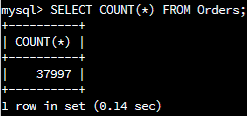 mysql> SELECT COUNT(*) FROM Orders;
+----------+
| COUNT(*) |
+----------+
|    37997 |
+----------+
1 row in set (0.14 sec)